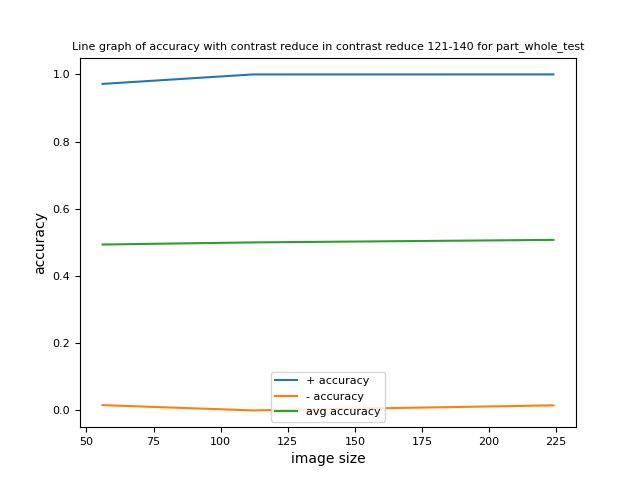 Line graph of accuracy with contrast reduce in contrast reduce 121-140 for part_whole_test
1.0
0.8
0.6
0.4
0.2
0.0
accuracy
+ accuracy
- accuracy
avg accuracy
50 75 100 125 150 175 200 225
image size